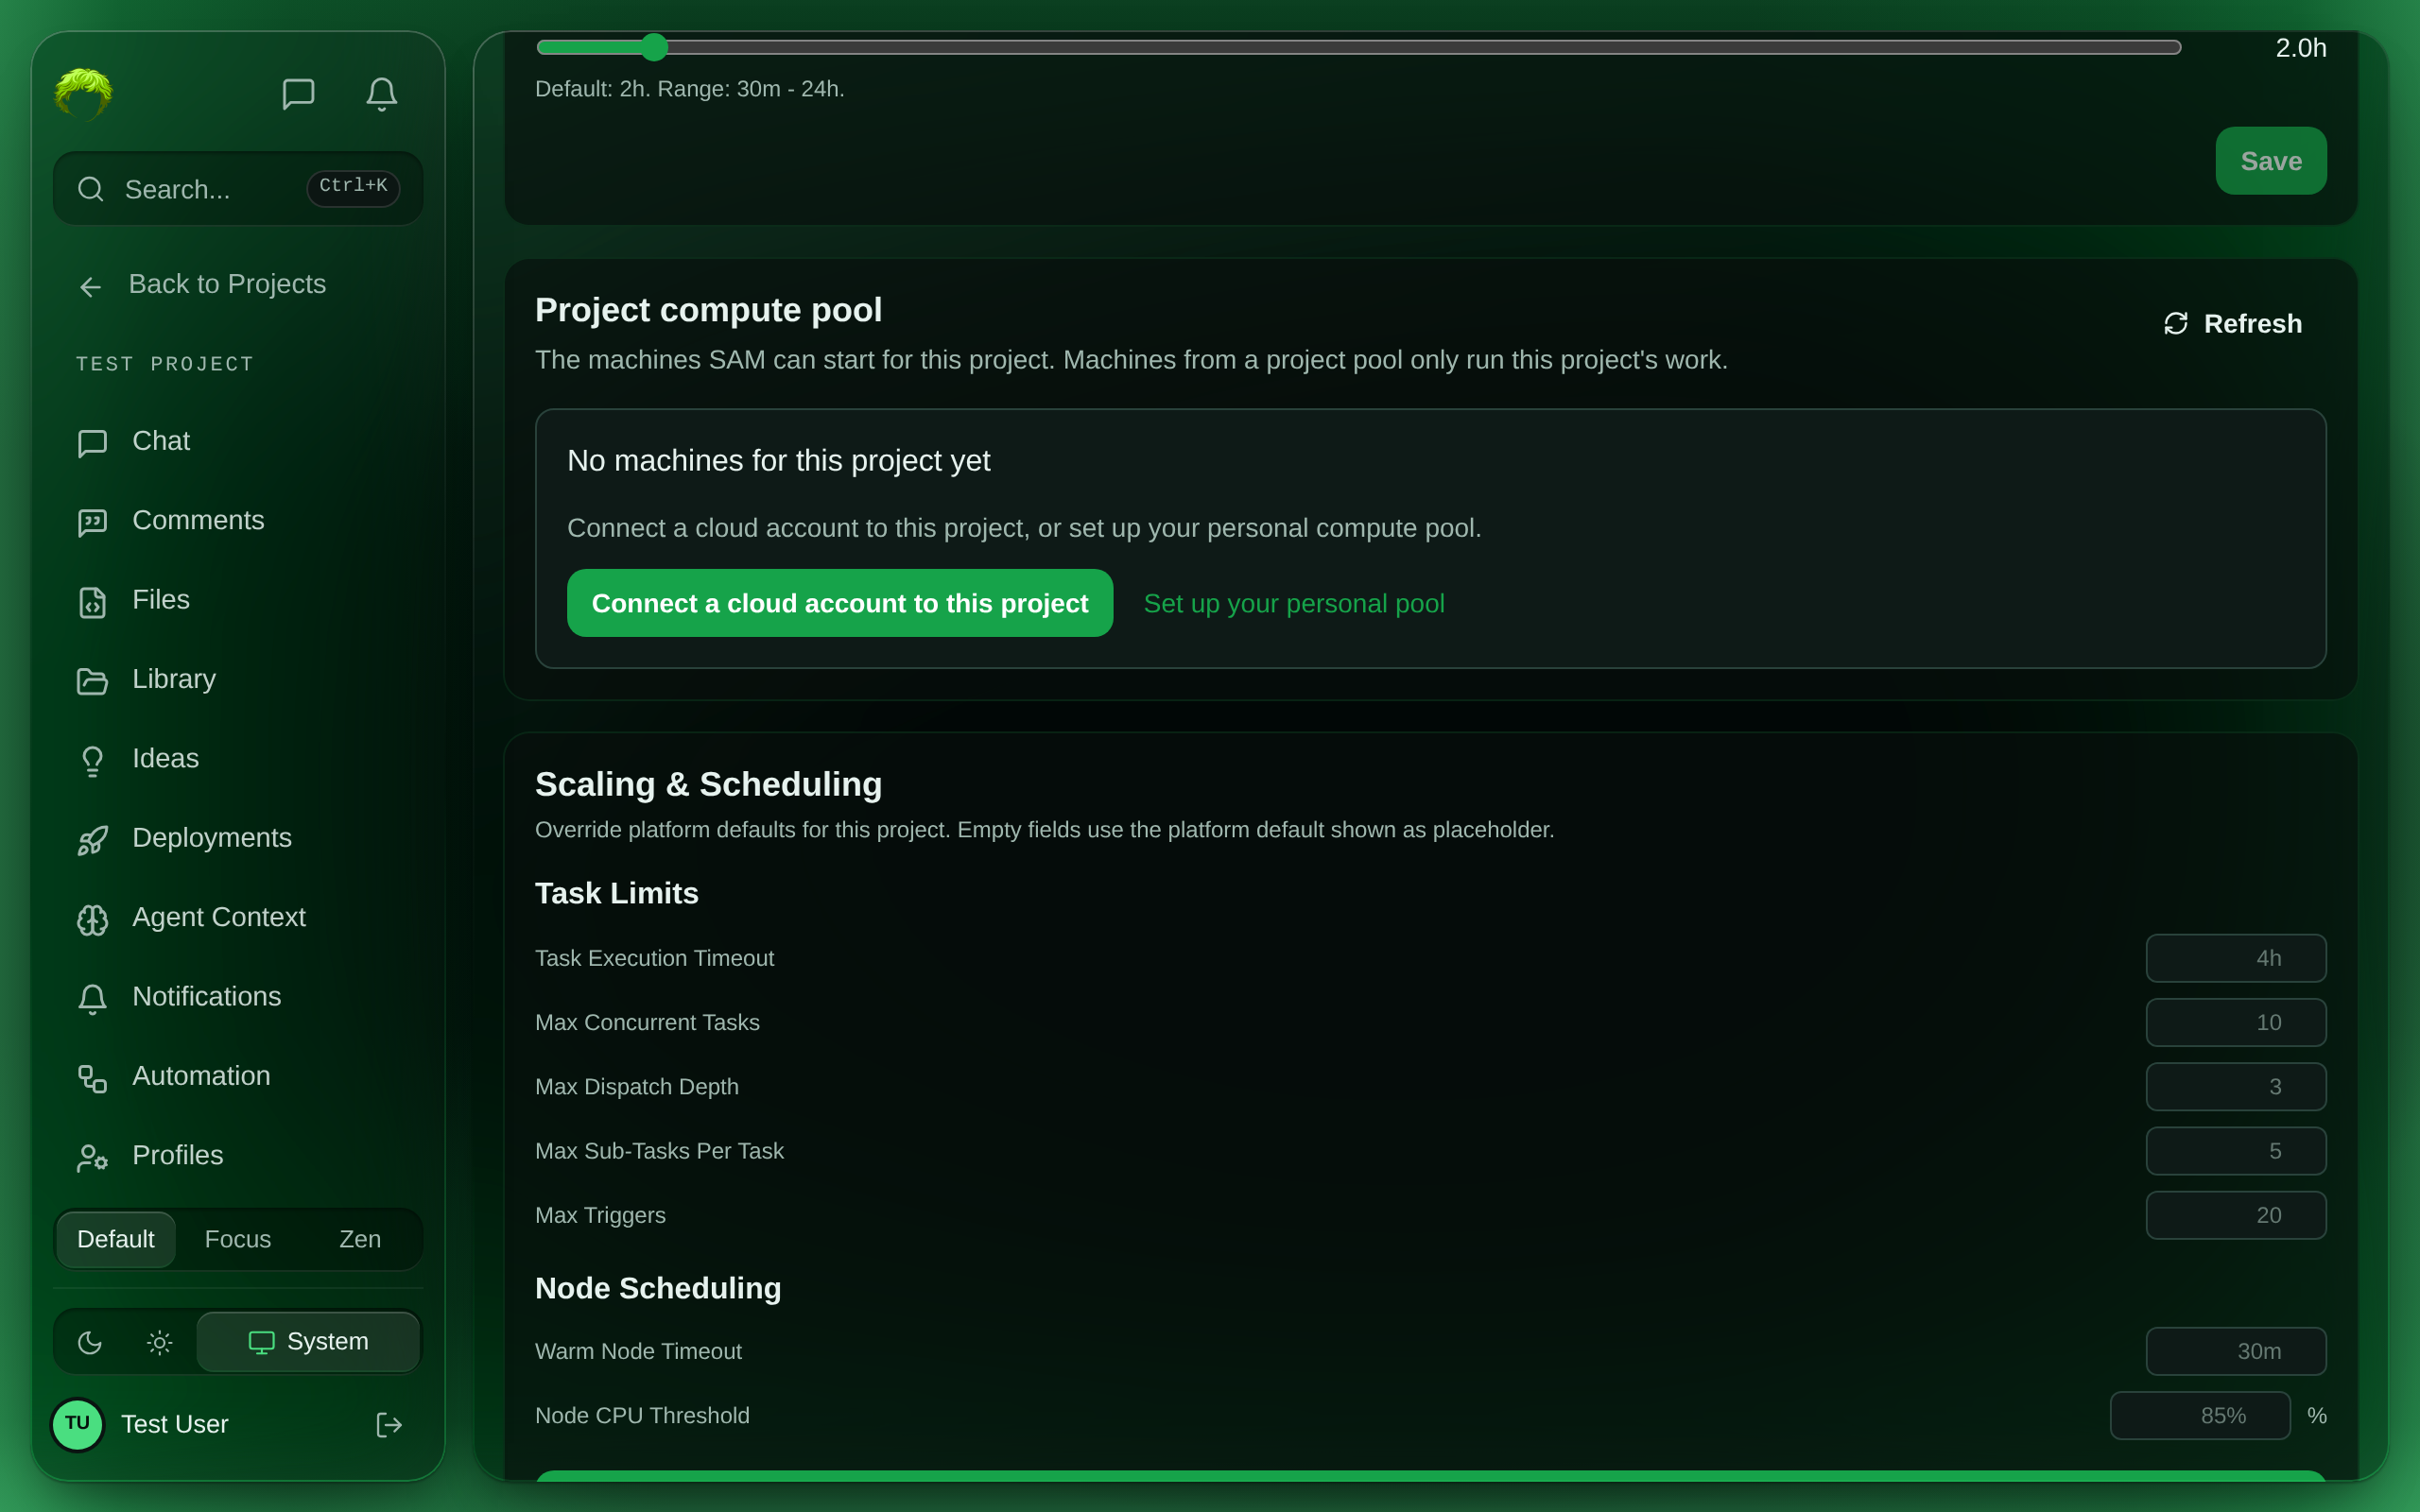 Search...
Ctrl+K
Back to Projects
TEST PROJECT
Chat
Comments
Files
Library
Ideas
Deployments
Agent Context
Notifications
Automation
Profiles
Default
Focus
Zen
System
TU
Test User
2.0h
Default: 2h. Range: 30m - 24h.
Save
Project compute pool
Refresh
The machines SAM can start for this project. Machines from a project pool only run this project's work.
No machines for this project yet
Connect a cloud account to this project, or set up your personal compute pool.
Connect a cloud account to this project
Set up your personal pool
Scaling & Scheduling
Override platform defaults for this project. Empty fields use the platform default shown as placeholder.
Task Limits
Task Execution Timeout
4h
Max Concurrent Tasks
10
Max Dispatch Depth
3
Max Sub-Tasks Per Task
5
Max Triggers
20
Node Scheduling
Warm Node Timeout
30m
Node CPU Threshold
85%
%